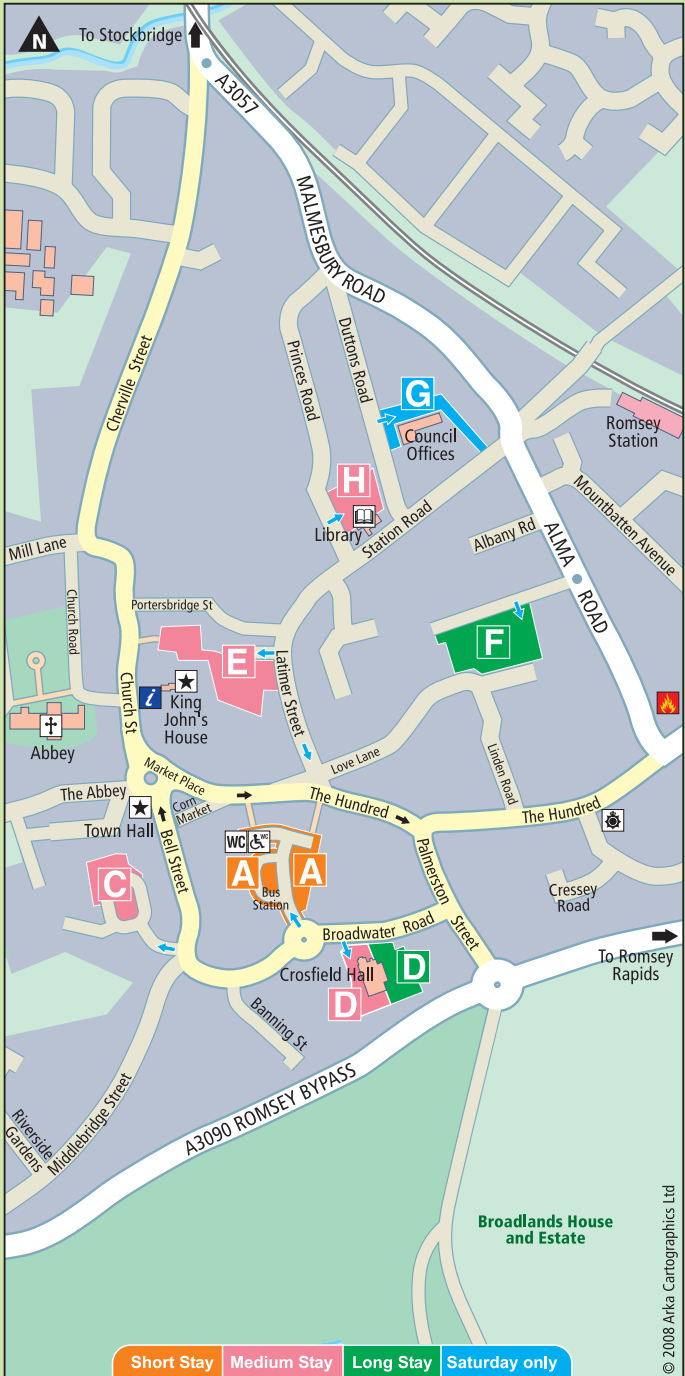 N
To Stockbridge
A3057
MALMESBURY ROAD
Cherville Street
Princes Road
Duttons Road
G
Council
Offices
Romsey
Station
H
Library
Station Road
Mountbatten Avenue
Albany Rd
ALMA ROAD
Mill Lane
Church Road
Portersbridge St
E
F
Latimer Street
i
King
John's
House
Church St
Abbey
Love Lane
Linden Road
Market Place
The Abbey
Corn
Market
The Hundred
The Hundred
Town Hall
Bell Street
WC
WC
A
A
Bus
Station
C
Palmerston Street
Cressey
Road
Broadwater Road
To Romsey
Rapids
Crosfield Hall
D
D
Banning St
A3090 ROMSEY BYPASS
Middlebridge Street
Riverside
Gardens
Broadlands House
and Estate
© 2008 Arka Cartographics Ltd
Short Stay
Medium Stay
Long Stay
Saturday only